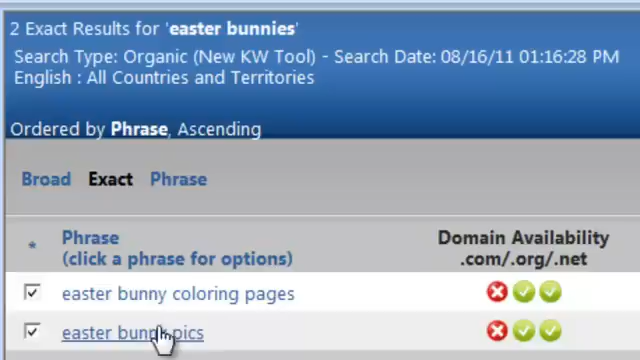 2 Exact Results for 'easter bunnies'
Search Type: Organic (New KW Tool) - Search Date: 08/16/11 01:16:28 PM
English : All Countries and Territories
Ordered by Phrase, Ascending
Broad Exact Phrase
* Phrase Domain Availability
(click a phrase for options) .com/.org/.net
easter bunny coloring pages
easter bunny pics